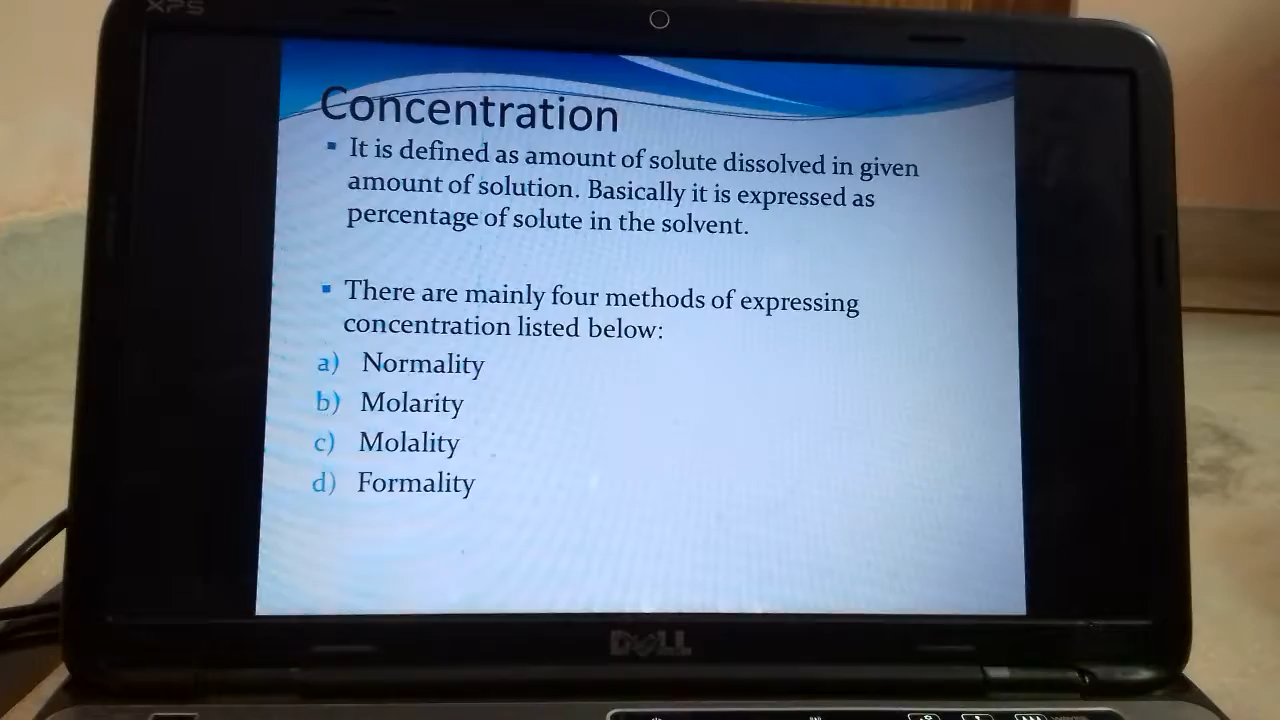 XPS
Concentration
▪ It is defined as amount of solute dissolved in given
amount of solution. Basically it is expressed as
percentage of solute in the solvent.
▪ There are mainly four methods of expressing
concentration listed below:
a) Normality
b) Molarity
c) Molality
d) Formality
DELL